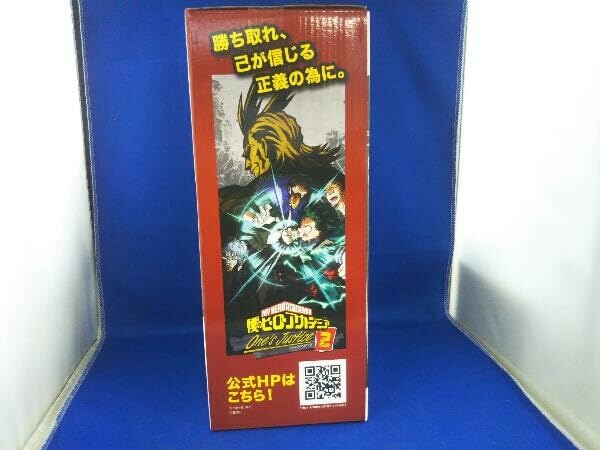 勝ち取れ、
己が信じる
正義の為に。
MY HERO ACADEMIA
僕のヒーローアカデミア
One's Justice 2
公式HPは
こちら!